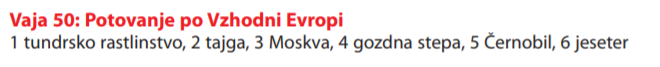 Vaja 50: Potovanje po Vzhodni Evropi
1 tundrsko rastlinstvo, 2 tajga, 3 Moskva, 4 gozdna stepa, 5 Černobil, 6 jeseter